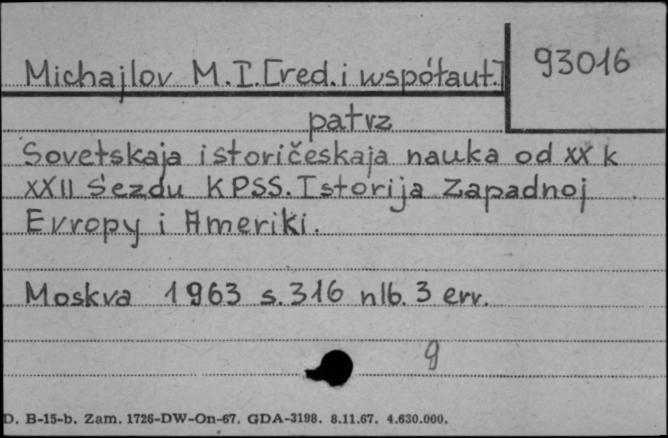 Michajlov M.I.[red.i współaut.] 93016
patrz
Sovetskaja istoričeskaja nauka od XX k
XXII S'ezdu KPSS. Istorija Zapadnoj
Evropy i Ameriki.
Moskva 1963 s.316 nlb. 3 err.
9
D. B-15-b. Zam. 1726-DW-On-67. GDA-3198. 8.11.67. 4.630.000.